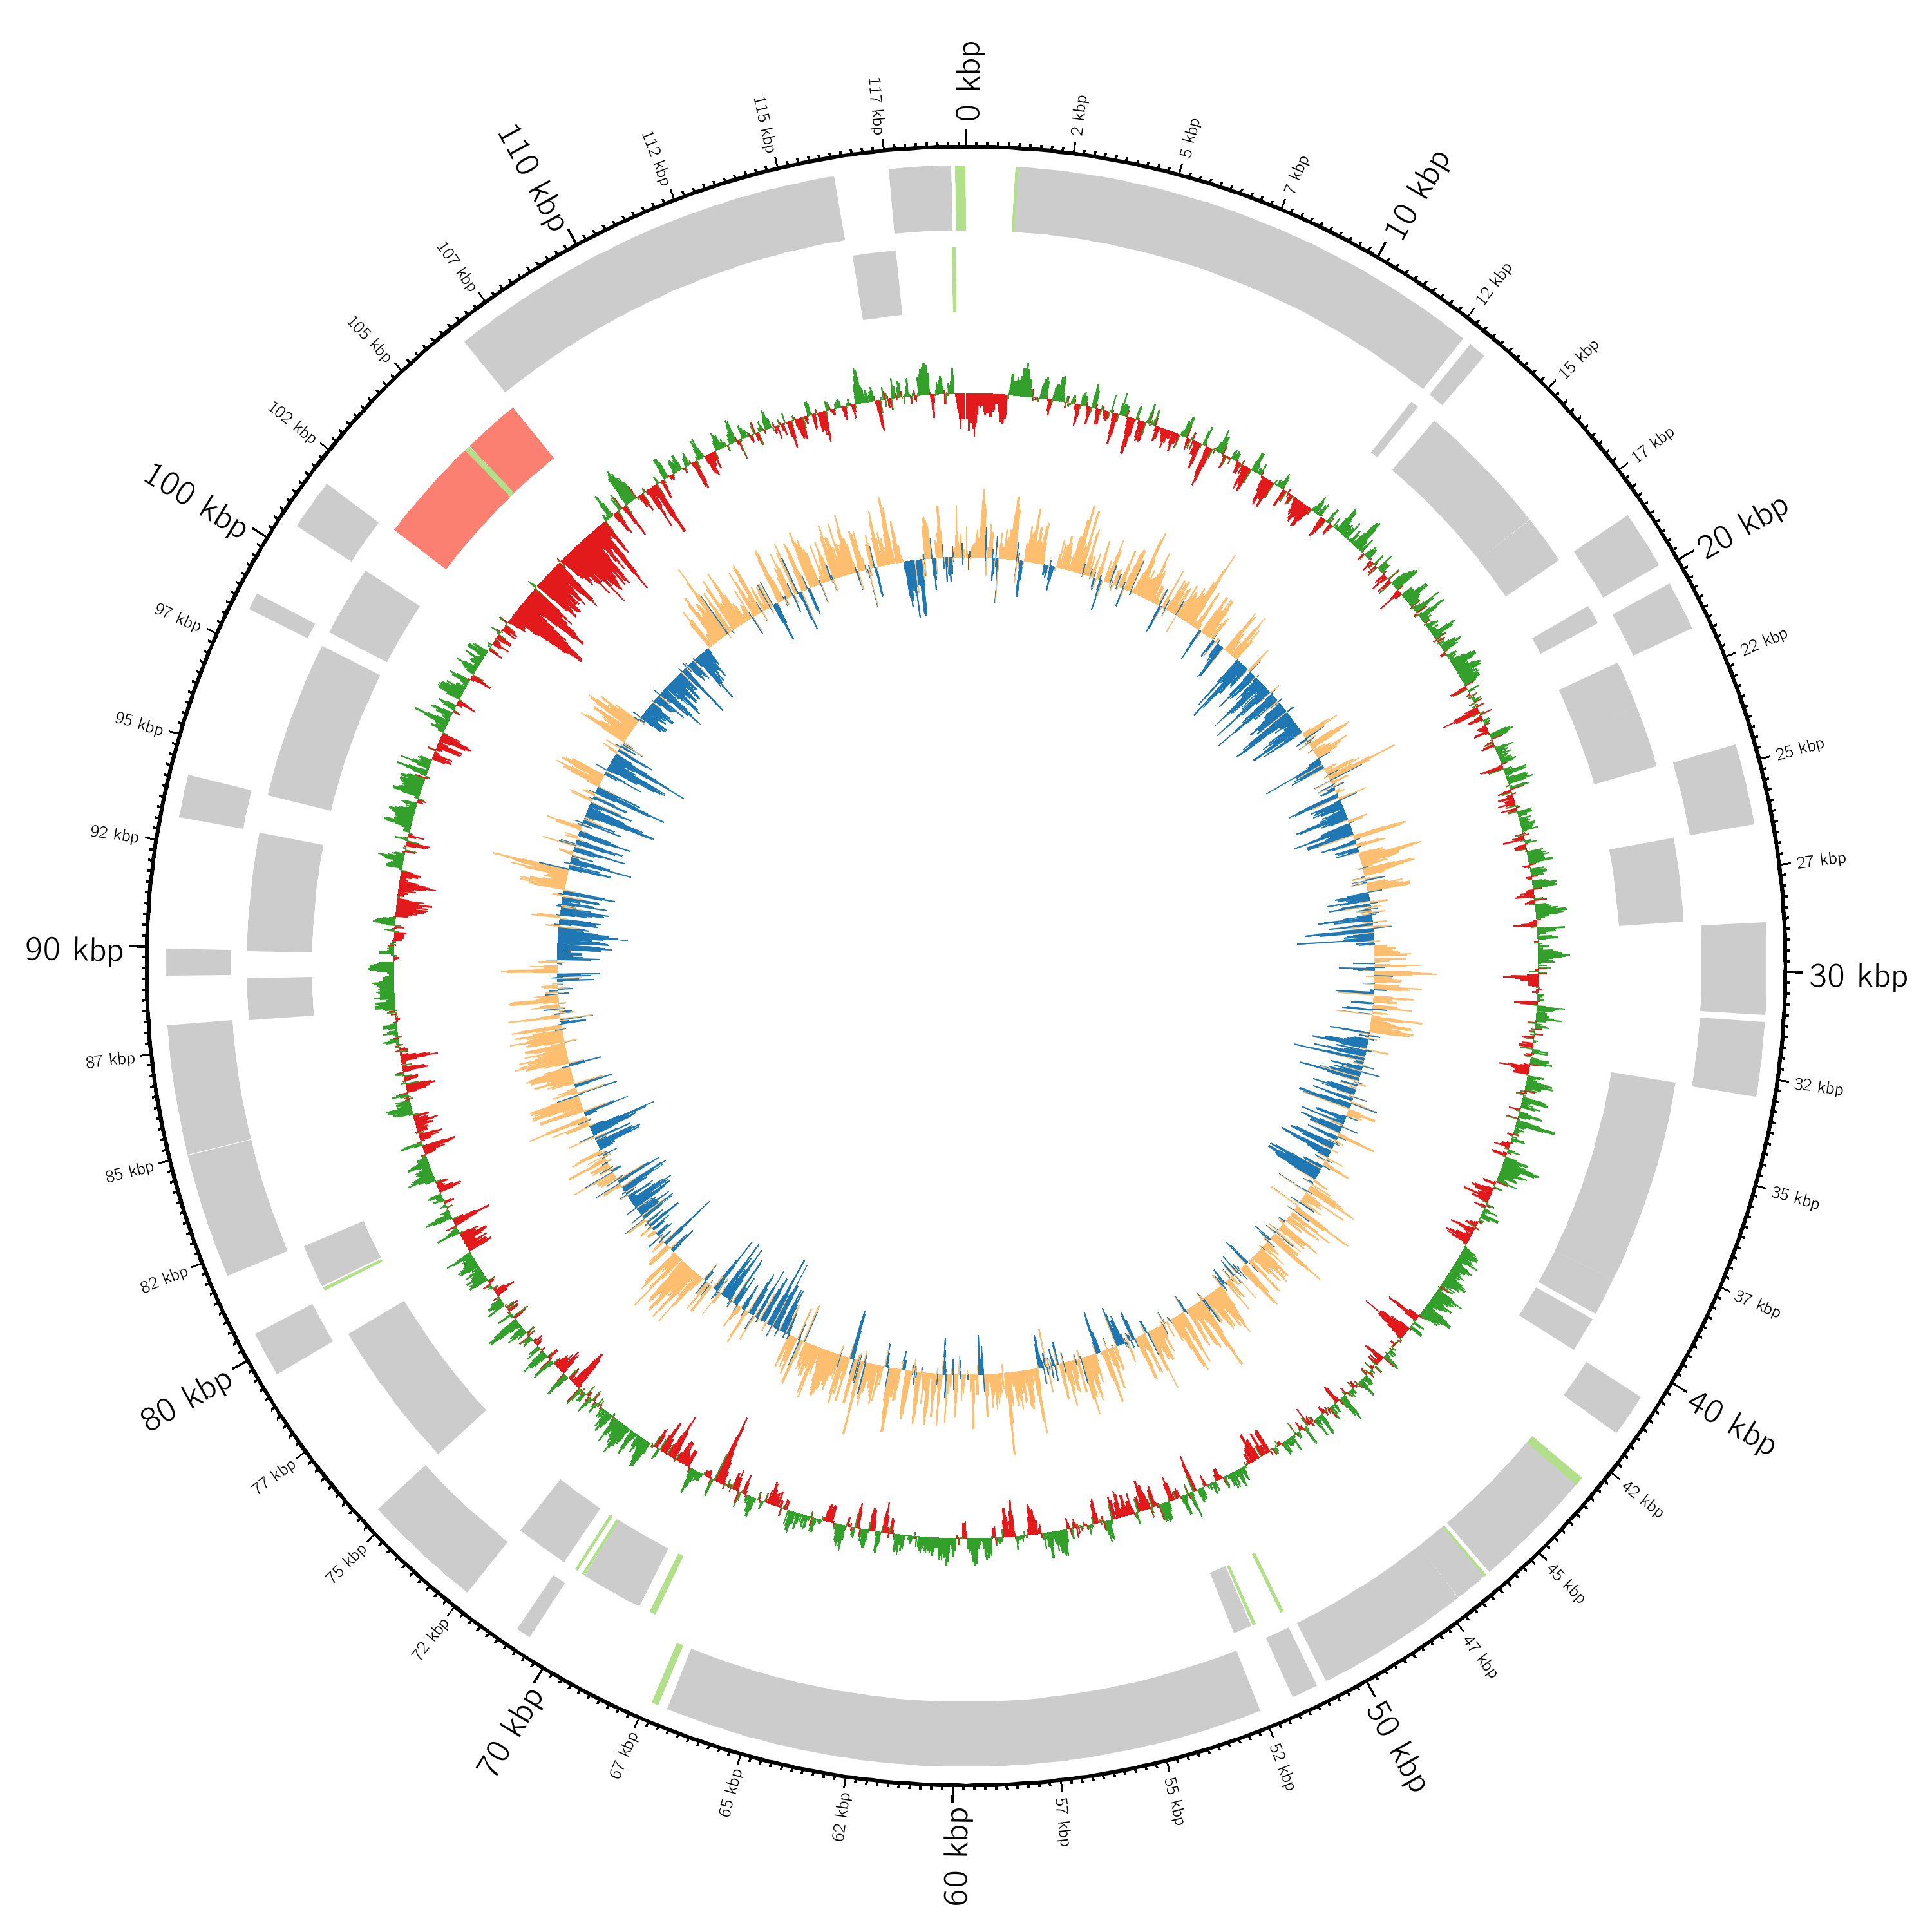 0 kbp
2 kbp
5 kbp
7 kbp
10 kbp
12 kbp
15 kbp
17 kbp
20 kbp
22 kbp
25 kbp
27 kbp
30 kbp
32 kbp
35 kbp
37 kbp
40 kbp
42 kbp
45 kbp
47 kbp
50 kbp
52 kbp
55 kbp
57 kbp
60 kbp
62 kbp
65 kbp
67 kbp
70 kbp
72 kbp
75 kbp
77 kbp
80 kbp
82 kbp
85 kbp
87 kbp
90 kbp
92 kbp
95 kbp
97 kbp
100 kbp
102 kbp
105 kbp
107 kbp
110 kbp
112 kbp
115 kbp
117 kbp